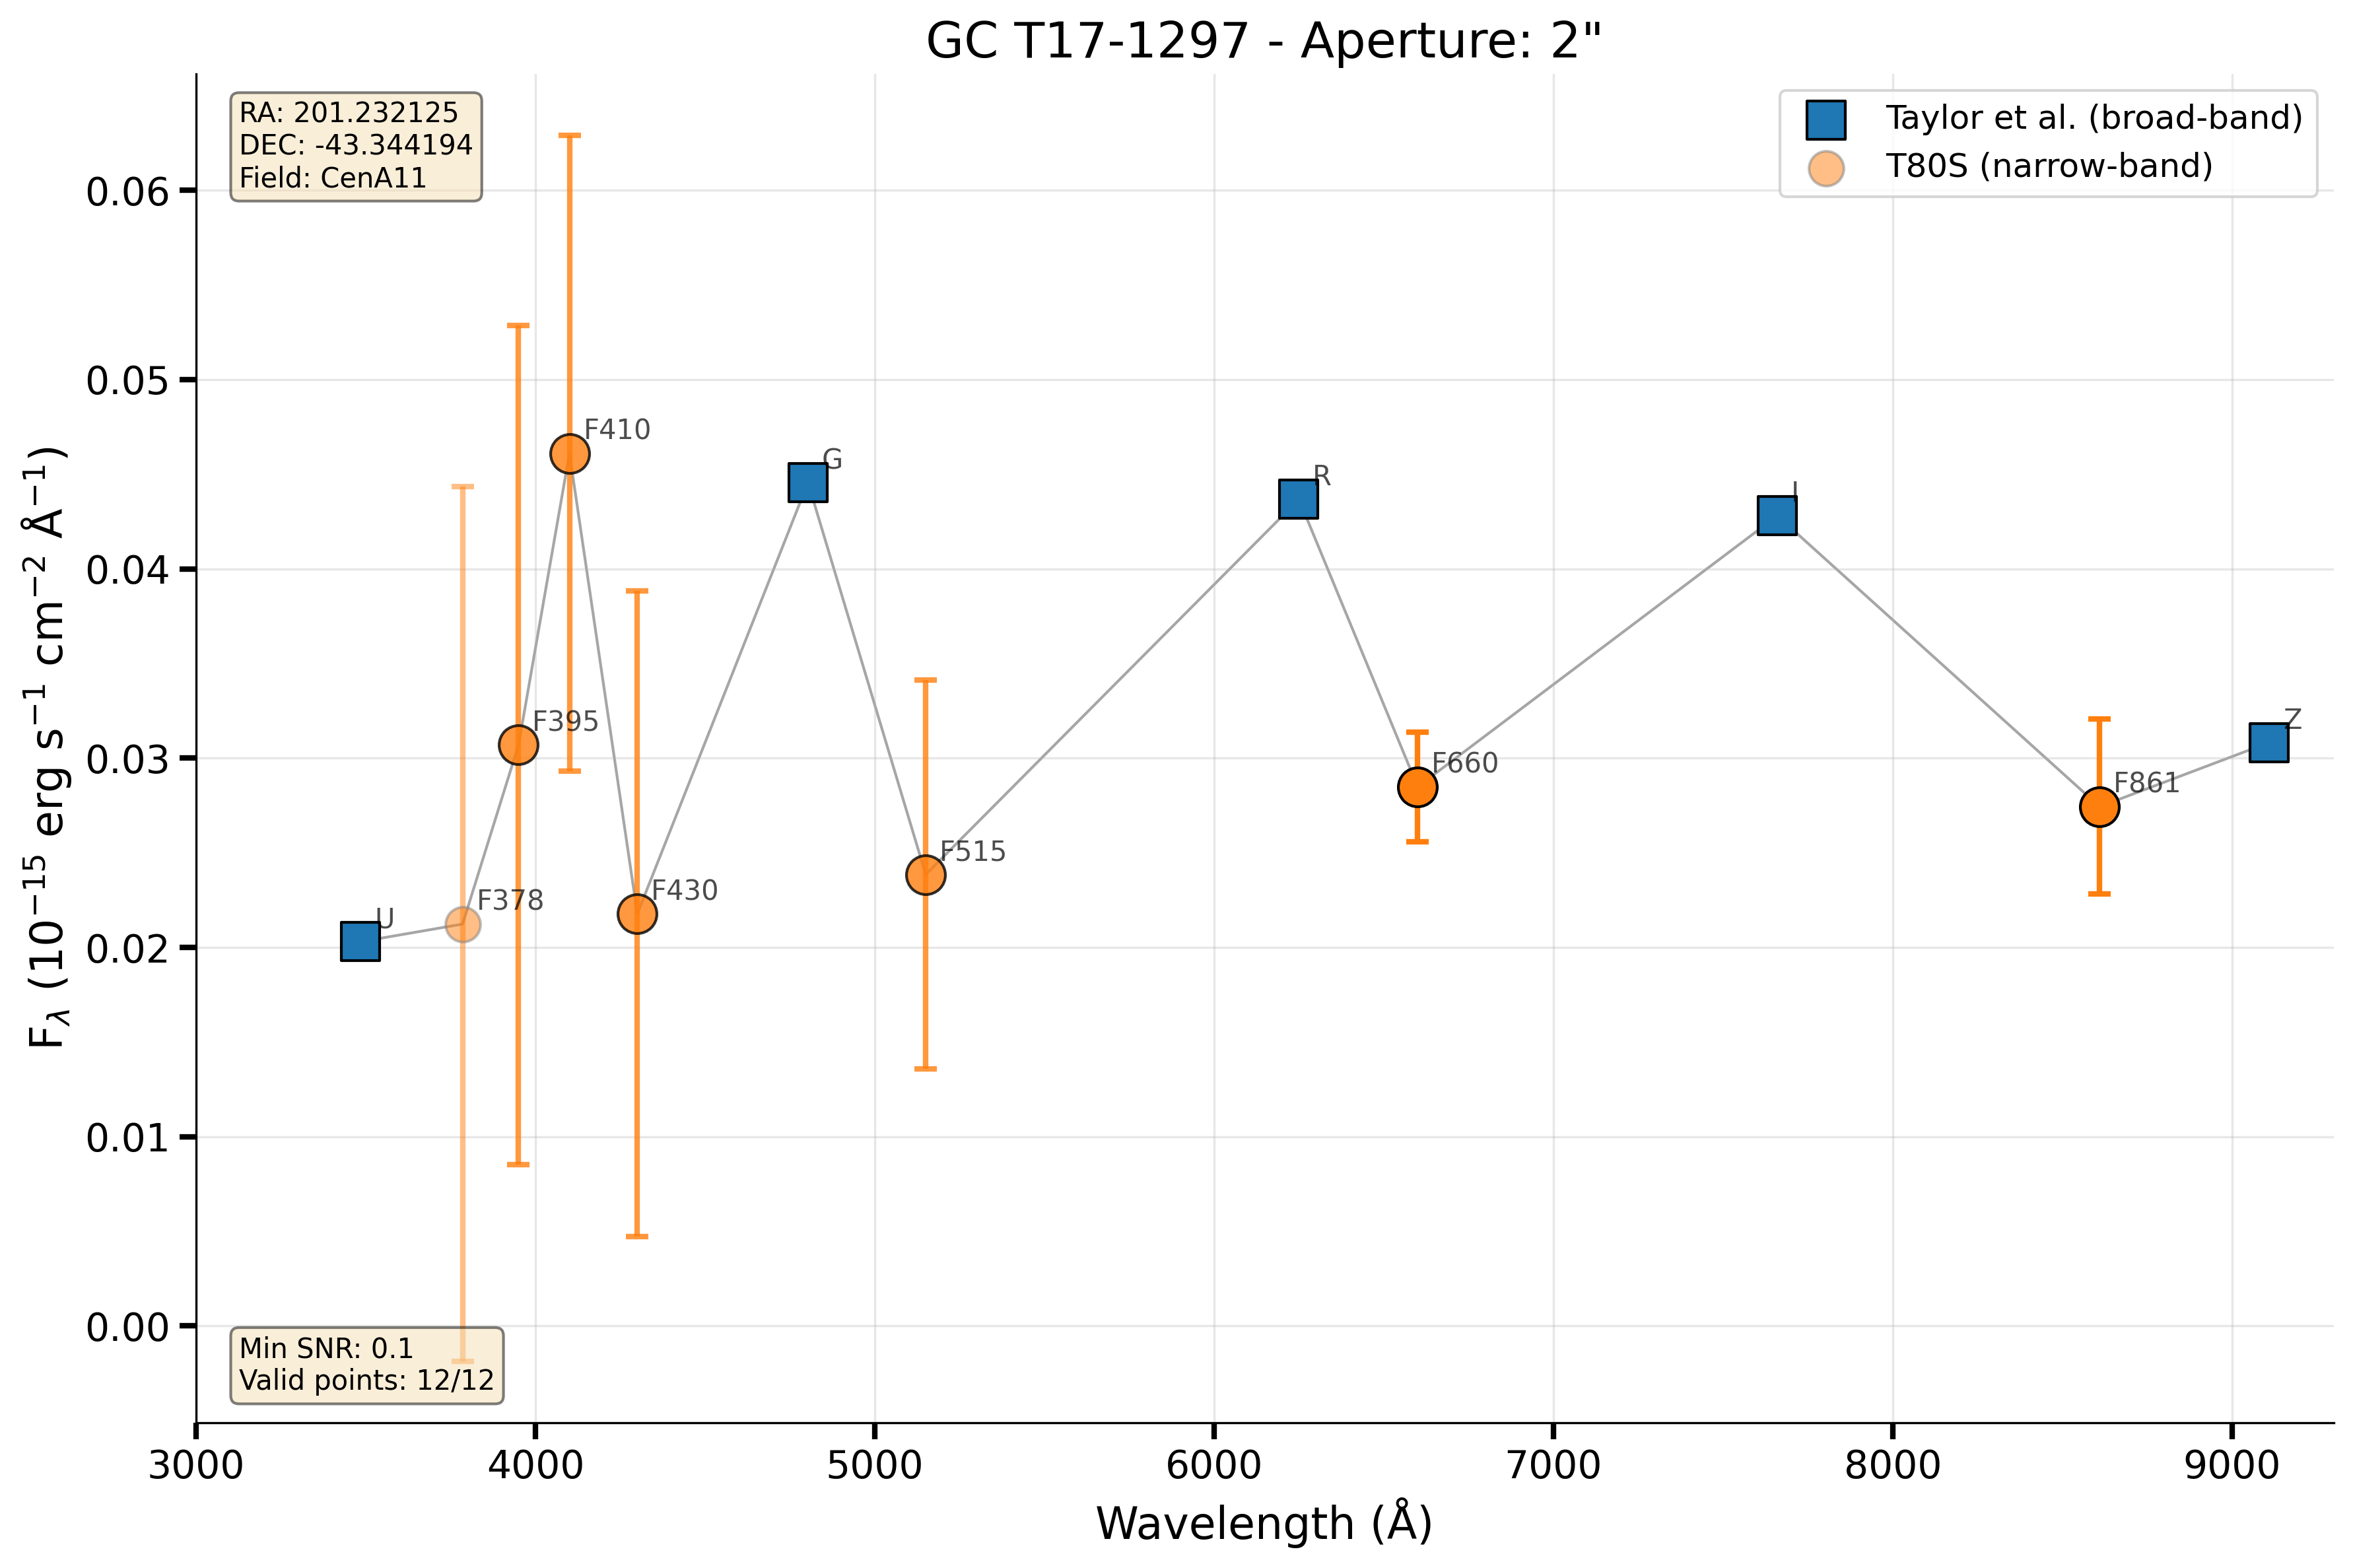 GC T17-1297 - Aperture: 2"
RA: 201.232125
DEC: -43.344194
Field: CenA11
Taylor et al. (broad-band)
T80S (narrow-band)
F_λ (10⁻¹⁵ erg s⁻¹ cm⁻² Å⁻¹)
0.06
0.05
0.04
0.03
0.02
0.01
0.00
U
F378
F395
F410
F430
G
F515
R
F660
I
F861
Z
Min SNR: 0.1
Valid points: 12/12
3000 4000 5000 6000 7000 8000 9000
Wavelength (Å)